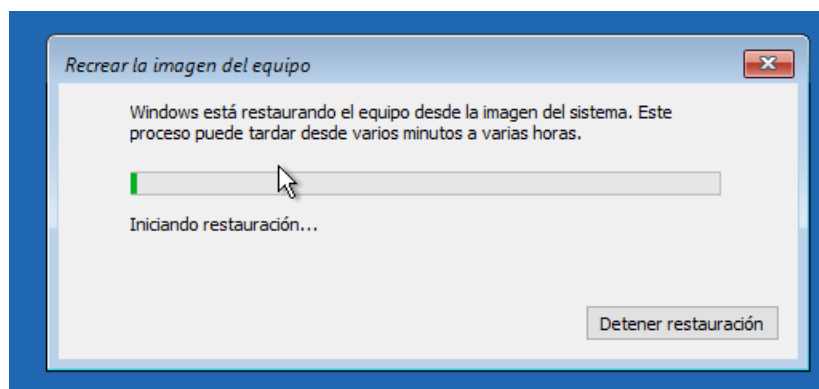 Recrear la imagen del equipo
Windows está restaurando el equipo desde la imagen del sistema. Este
proceso puede tardar desde varios minutos a varias horas.
Iniciando restauración...
Detener restauración